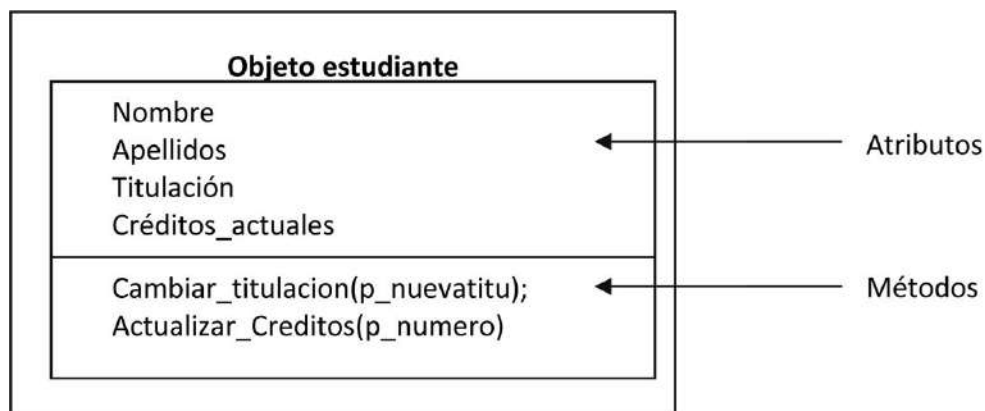 Objeto estudiante
Nombre
Apellidos
Titulación
Créditos_actuales
Atributos
Cambiar_titulacion(p_nuevatitu);
Actualizar_Creditos(p_numero)
Métodos